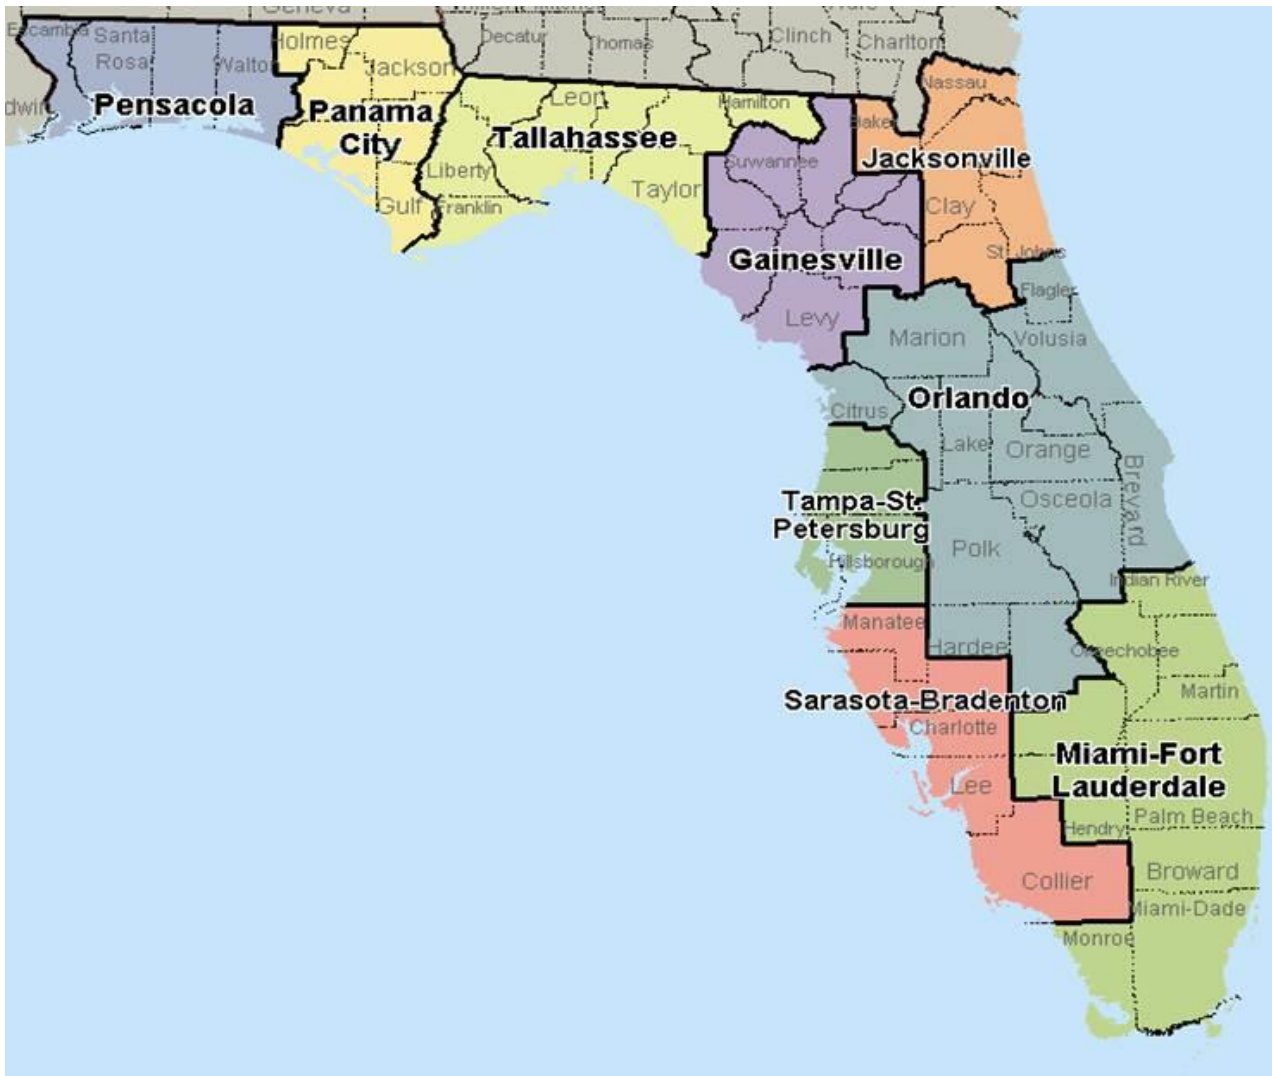 Geneva
Escambia
Santa
Rosa
Walton
Holmes
Jackson
Decatur
Thomas
Clinch
Charlton
Nassau
dwin
Pensacola
Panama
City
Leon
Hamilton
Baker
Tallahassee
Jacksonville
Suwannee
Liberty
Taylor
Gulf
Franklin
Clay
St. Johns
Gainesville
Flagler
Levy
Marion
Volusia
Orlando
Citrus
Lake
Orange
Brevard
Osceola
Tampa-St.
Petersburg
Polk
Hillsborough
Indian River
Manatee
Hardee
Okeechobee
Martin
Sarasota-Bradenton
Charlotte
Miami-Fort
Lauderdale
Lee
Palm Beach
Hendry
Broward
Collier
Miami-Dade
Monroe